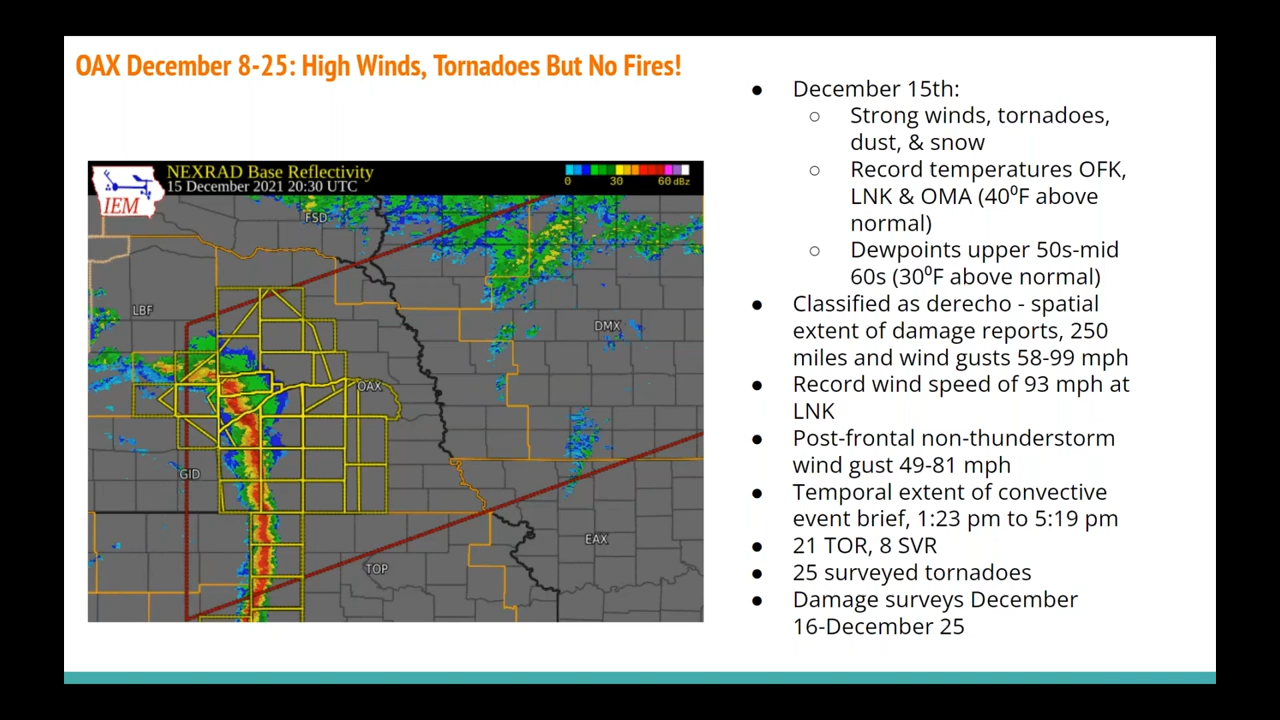 OAX December 8-25: High Winds, Tornadoes But No Fires!
NEXRAD Base Reflectivity
15 December 2021 20:30 UTC
0 30 60 dBz
IEM
FSD
LBF
DMX
OAX
GID
EAX
TOP
● December 15th:
○ Strong winds, tornadoes,
dust, & snow
○ Record temperatures OFK,
LNK & OMA (40⁰F above
normal)
○ Dewpoints upper 50s-mid
60s (30⁰F above normal)
● Classified as derecho - spatial
extent of damage reports, 250
miles and wind gusts 58-99 mph
● Record wind speed of 93 mph at
LNK
● Post-frontal non-thunderstorm
wind gust 49-81 mph
● Temporal extent of convective
event brief, 1:23 pm to 5:19 pm
● 21 TOR, 8 SVR
● 25 surveyed tornadoes
● Damage surveys December
16-December 25